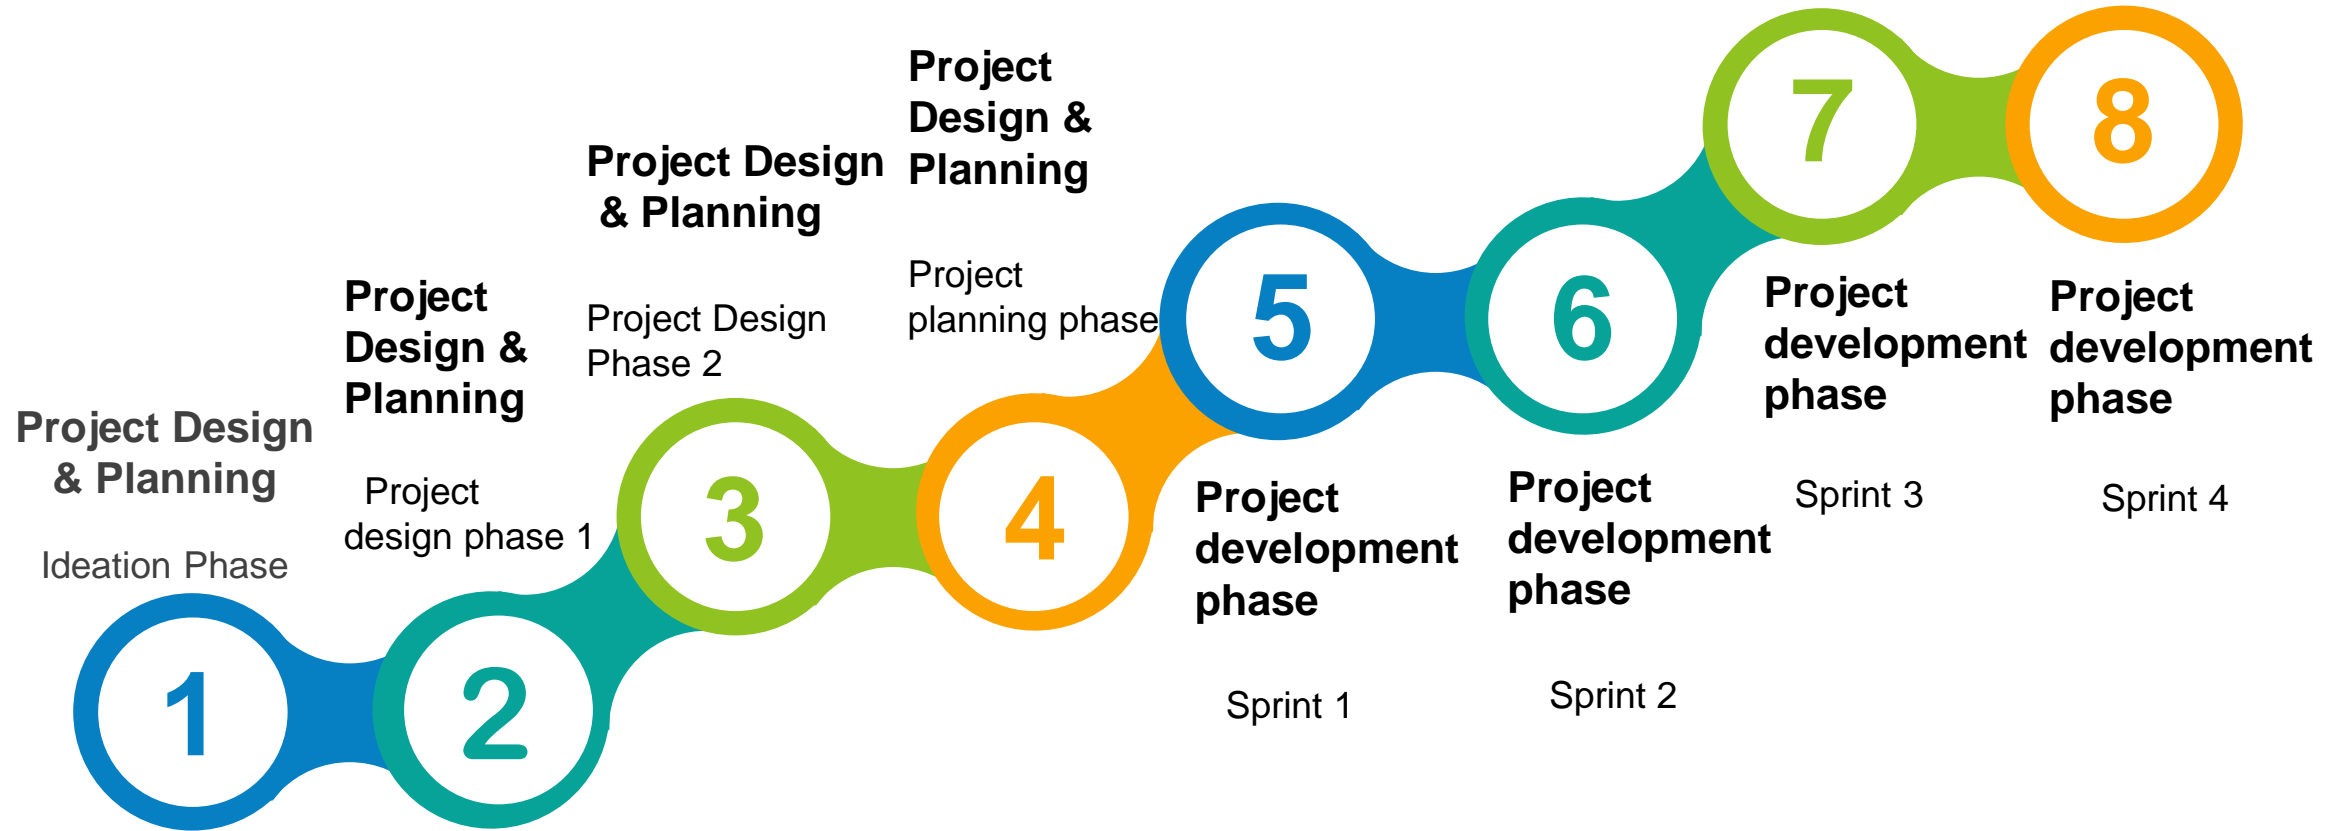 Project Design
& Planning
Ideation Phase
1
Project
Design &
Planning
Project
design phase 1
2
Project Design
& Planning
Project Design
Phase 2
3
Project
Design &
Planning
Project
planning phase
4
5
Project
development
phase
Sprint 1
6
Project
development
phase
Sprint 2
7
Project
development
phase
Sprint 3
8
Project
development
phase
Sprint 4